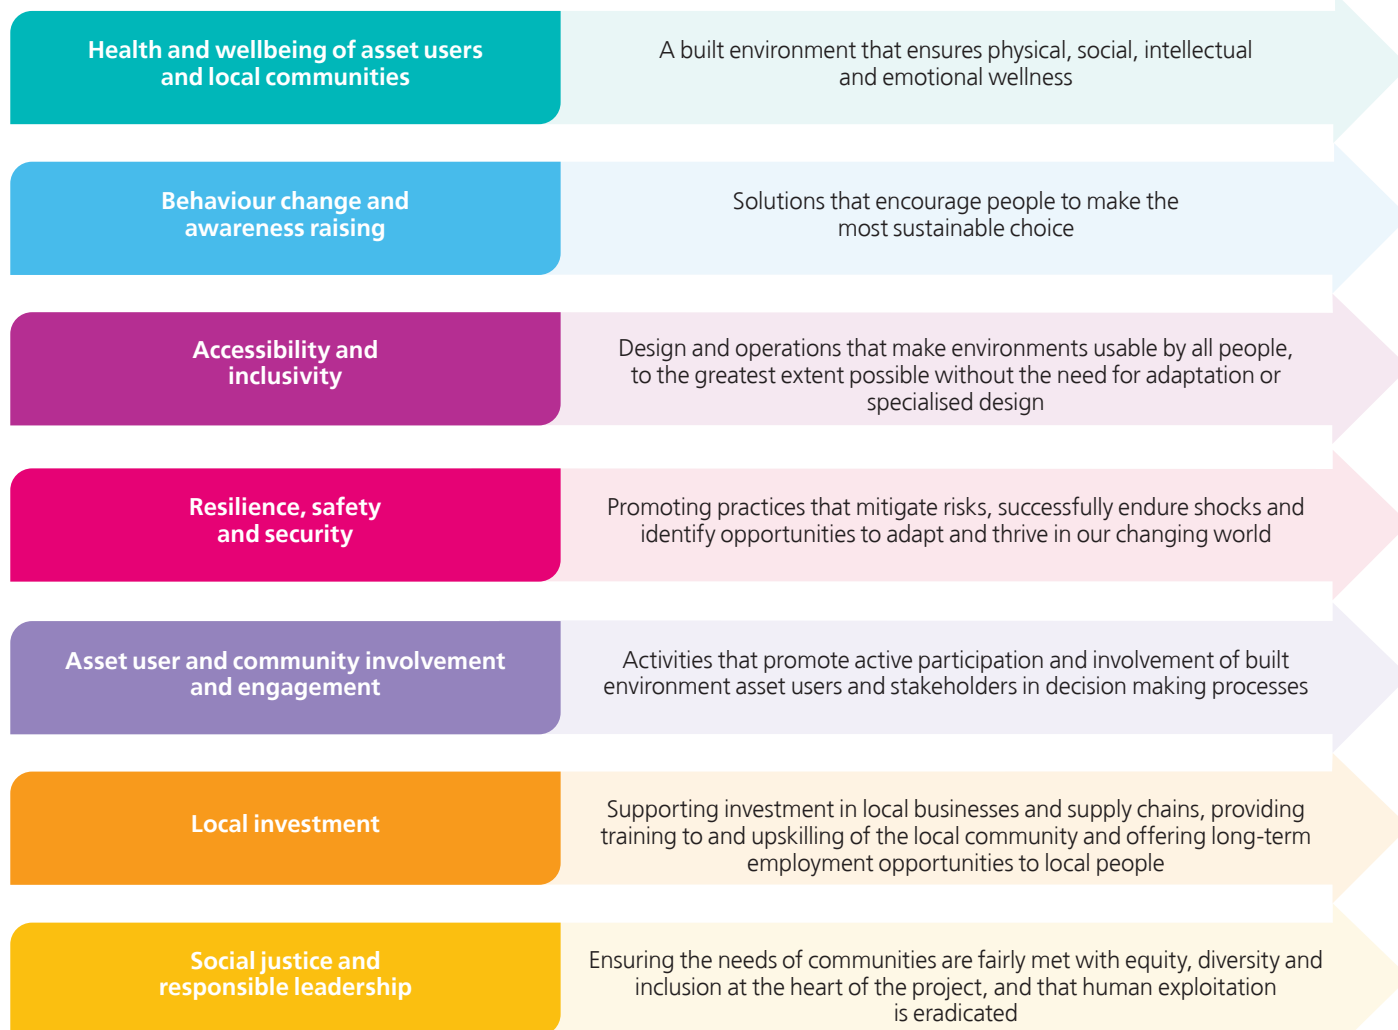 Health and wellbeing of asset users
and local communities
A built environment that ensures physical, social, intellectual
and emotional wellness
Behaviour change and
awareness raising
Solutions that encourage people to make the
most sustainable choice
Accessibility and
inclusivity
Design and operations that make environments usable by all people,
to the greatest extent possible without the need for adaptation or
specialised design
Resilience, safety
and security
Promoting practices that mitigate risks, successfully endure shocks and
identify opportunities to adapt and thrive in our changing world
Asset user and community involvement
and engagement
Activities that promote active participation and involvement of built
environment asset users and stakeholders in decision making processes
Local investment
Supporting investment in local businesses and supply chains, providing
training to and upskilling of the local community and offering long-term
employment opportunities to local people
Social justice and
responsible leadership
Ensuring the needs of communities are fairly met with equity, diversity and
inclusion at the heart of the project, and that human exploitation
is eradicated